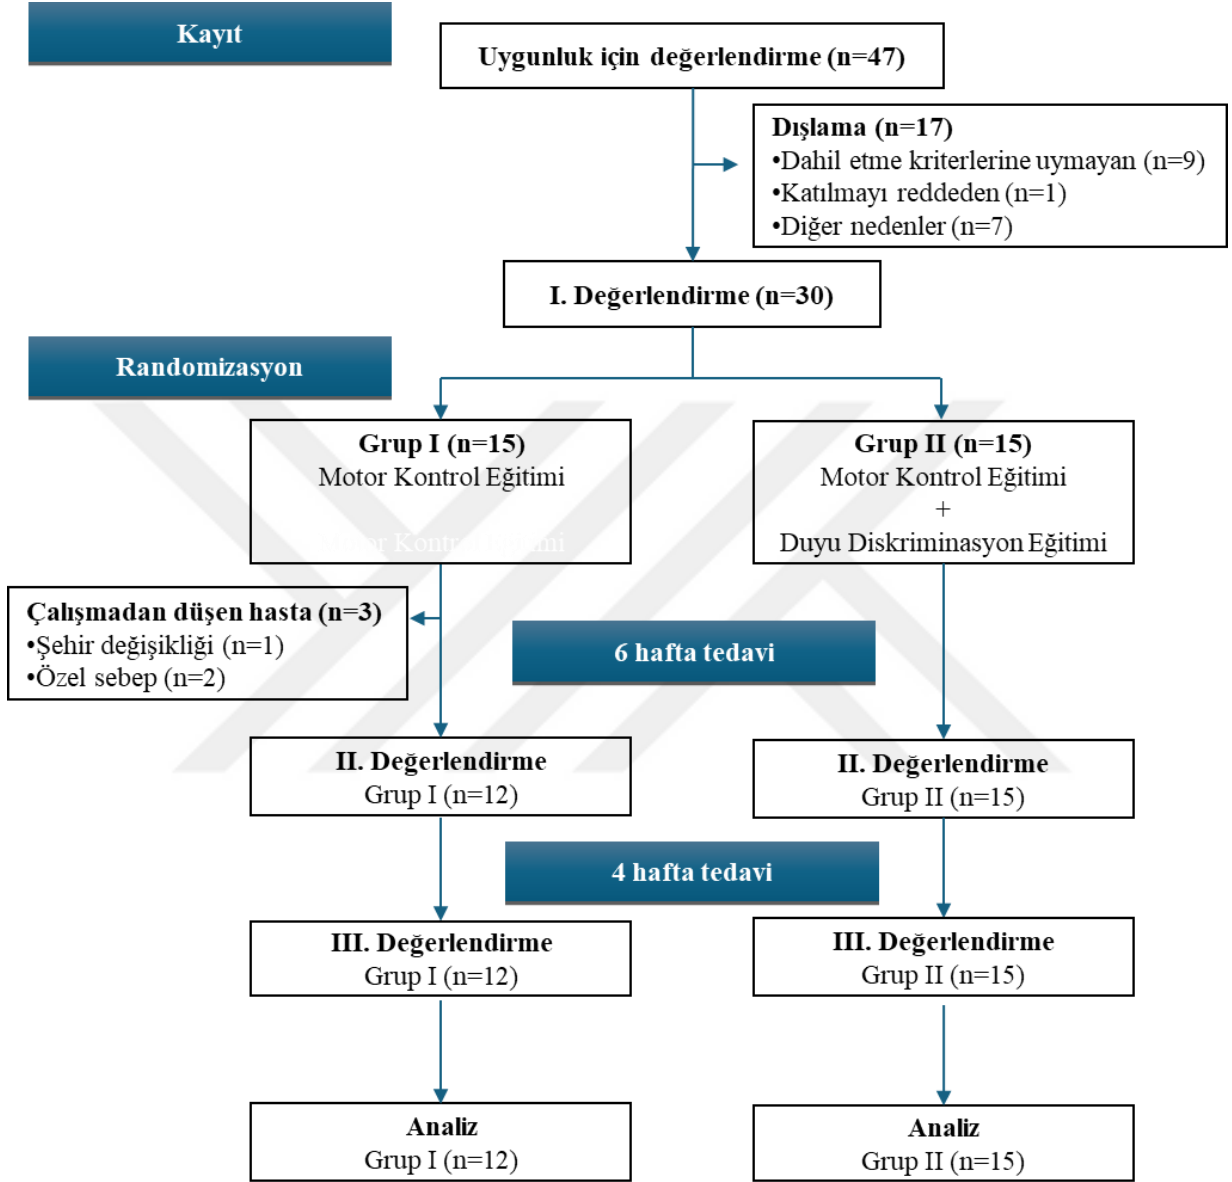 Kayıt
Uygunluk için değerlendirme (n=47)
Dışlama (n=17)
•Dahil etme kriterlerine uymayan (n=9)
•Katılmayı reddeden (n=1)
•Diğer nedenler (n=7)
I. Değerlendirme (n=30)
Randomizasyon
Grup I (n=15)
Motor Kontrol Eğitimi
Motor Kontrol Eğitimi
Grup II (n=15)
Motor Kontrol Eğitimi
+
Duyu Diskriminasyon Eğitimi
Çalışmadan düşen hasta (n=3)
•Şehir değişikliği (n=1)
•Özel sebep (n=2)
6 hafta tedavi
II. Değerlendirme
Grup I (n=12)
II. Değerlendirme
Grup II (n=15)
4 hafta tedavi
III. Değerlendirme
Grup I (n=12)
III. Değerlendirme
Grup II (n=15)
Analiz
Grup I (n=12)
Analiz
Grup II (n=15)